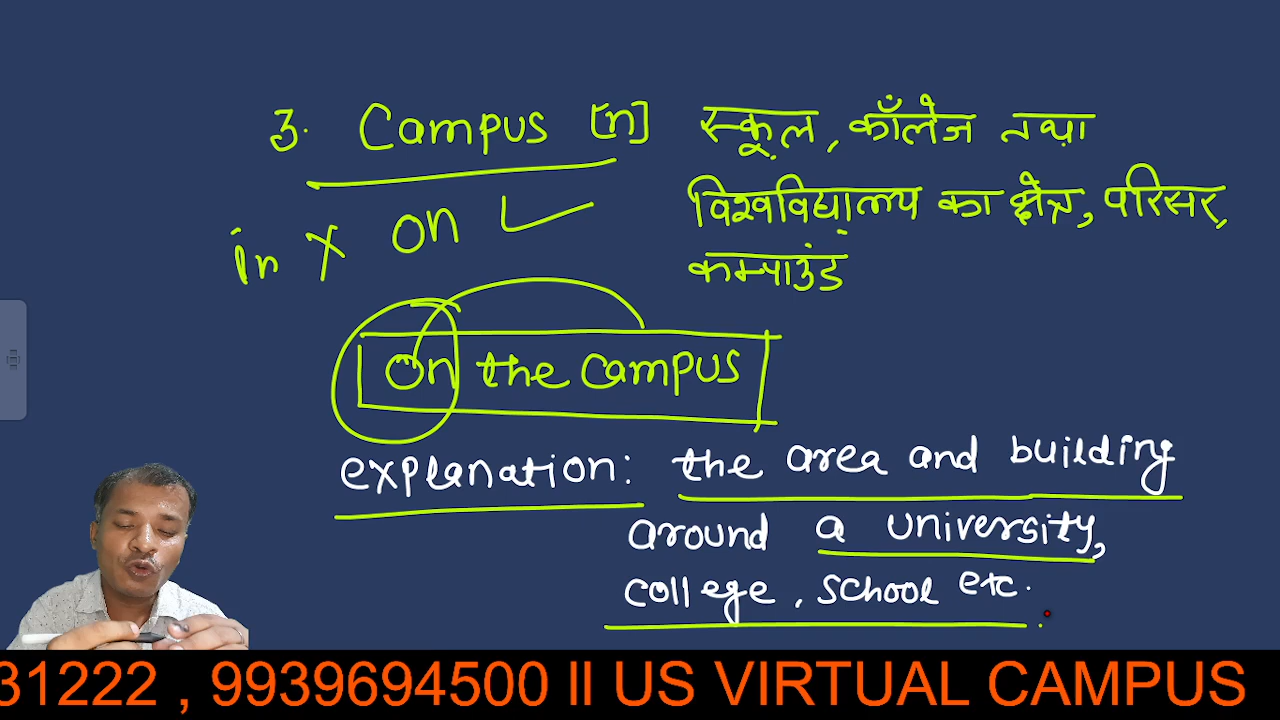 3. Campus [n] स्कूल, कॉलेज तथा
विश्वविद्यालय का क्षेत्र, परिसर,
कम्पाउंड
in X on ✓
on the campus
explanation: the area and building
around a university,
college, school etc.
31222 , 9939694500 ll US VIRTUAL CAMPUS